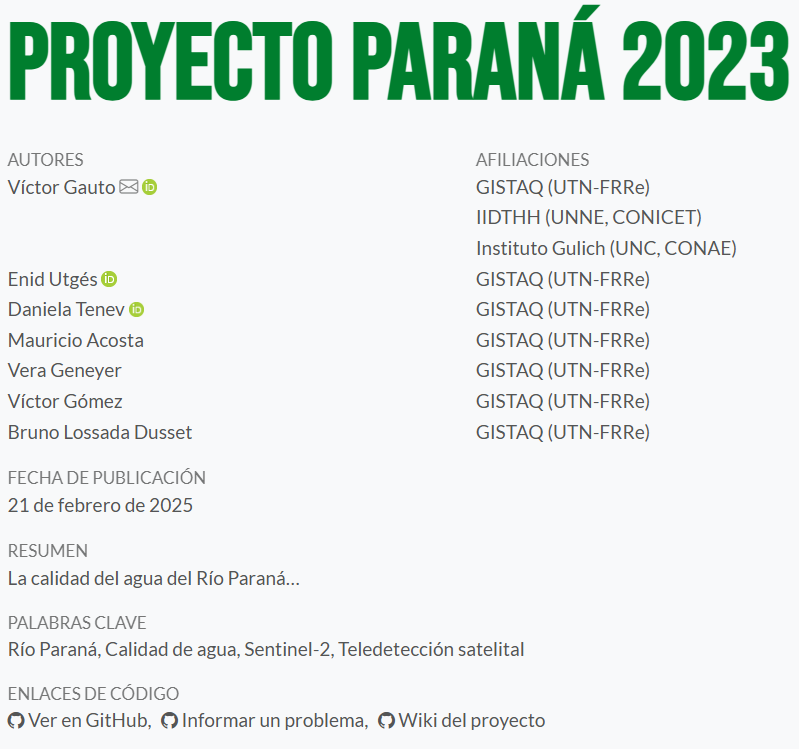 PROYECTO PARANÁ 2023
AUTORES AFILIACIONES
Víctor Gauto GISTAQ (UTN-FRRe)
IIDTHH (UNNE, CONICET)
Instituto Gulich (UNC, CONAE)
Enid Utgés GISTAQ (UTN-FRRe)
Daniela Tenev GISTAQ (UTN-FRRe)
Mauricio Acosta GISTAQ (UTN-FRRe)
Vera Geneyer GISTAQ (UTN-FRRe)
Víctor Gómez GISTAQ (UTN-FRRe)
Bruno Lossada Dusset GISTAQ (UTN-FRRe)
FECHA DE PUBLICACIÓN
21 de febrero de 2025
RESUMEN
La calidad del agua del Río Paraná…
PALABRAS CLAVE
Río Paraná, Calidad de agua, Sentinel-2, Teledetección satelital
ENLACES DE CÓDIGO
Ver en GitHub, Informar un problema, Wiki del proyecto